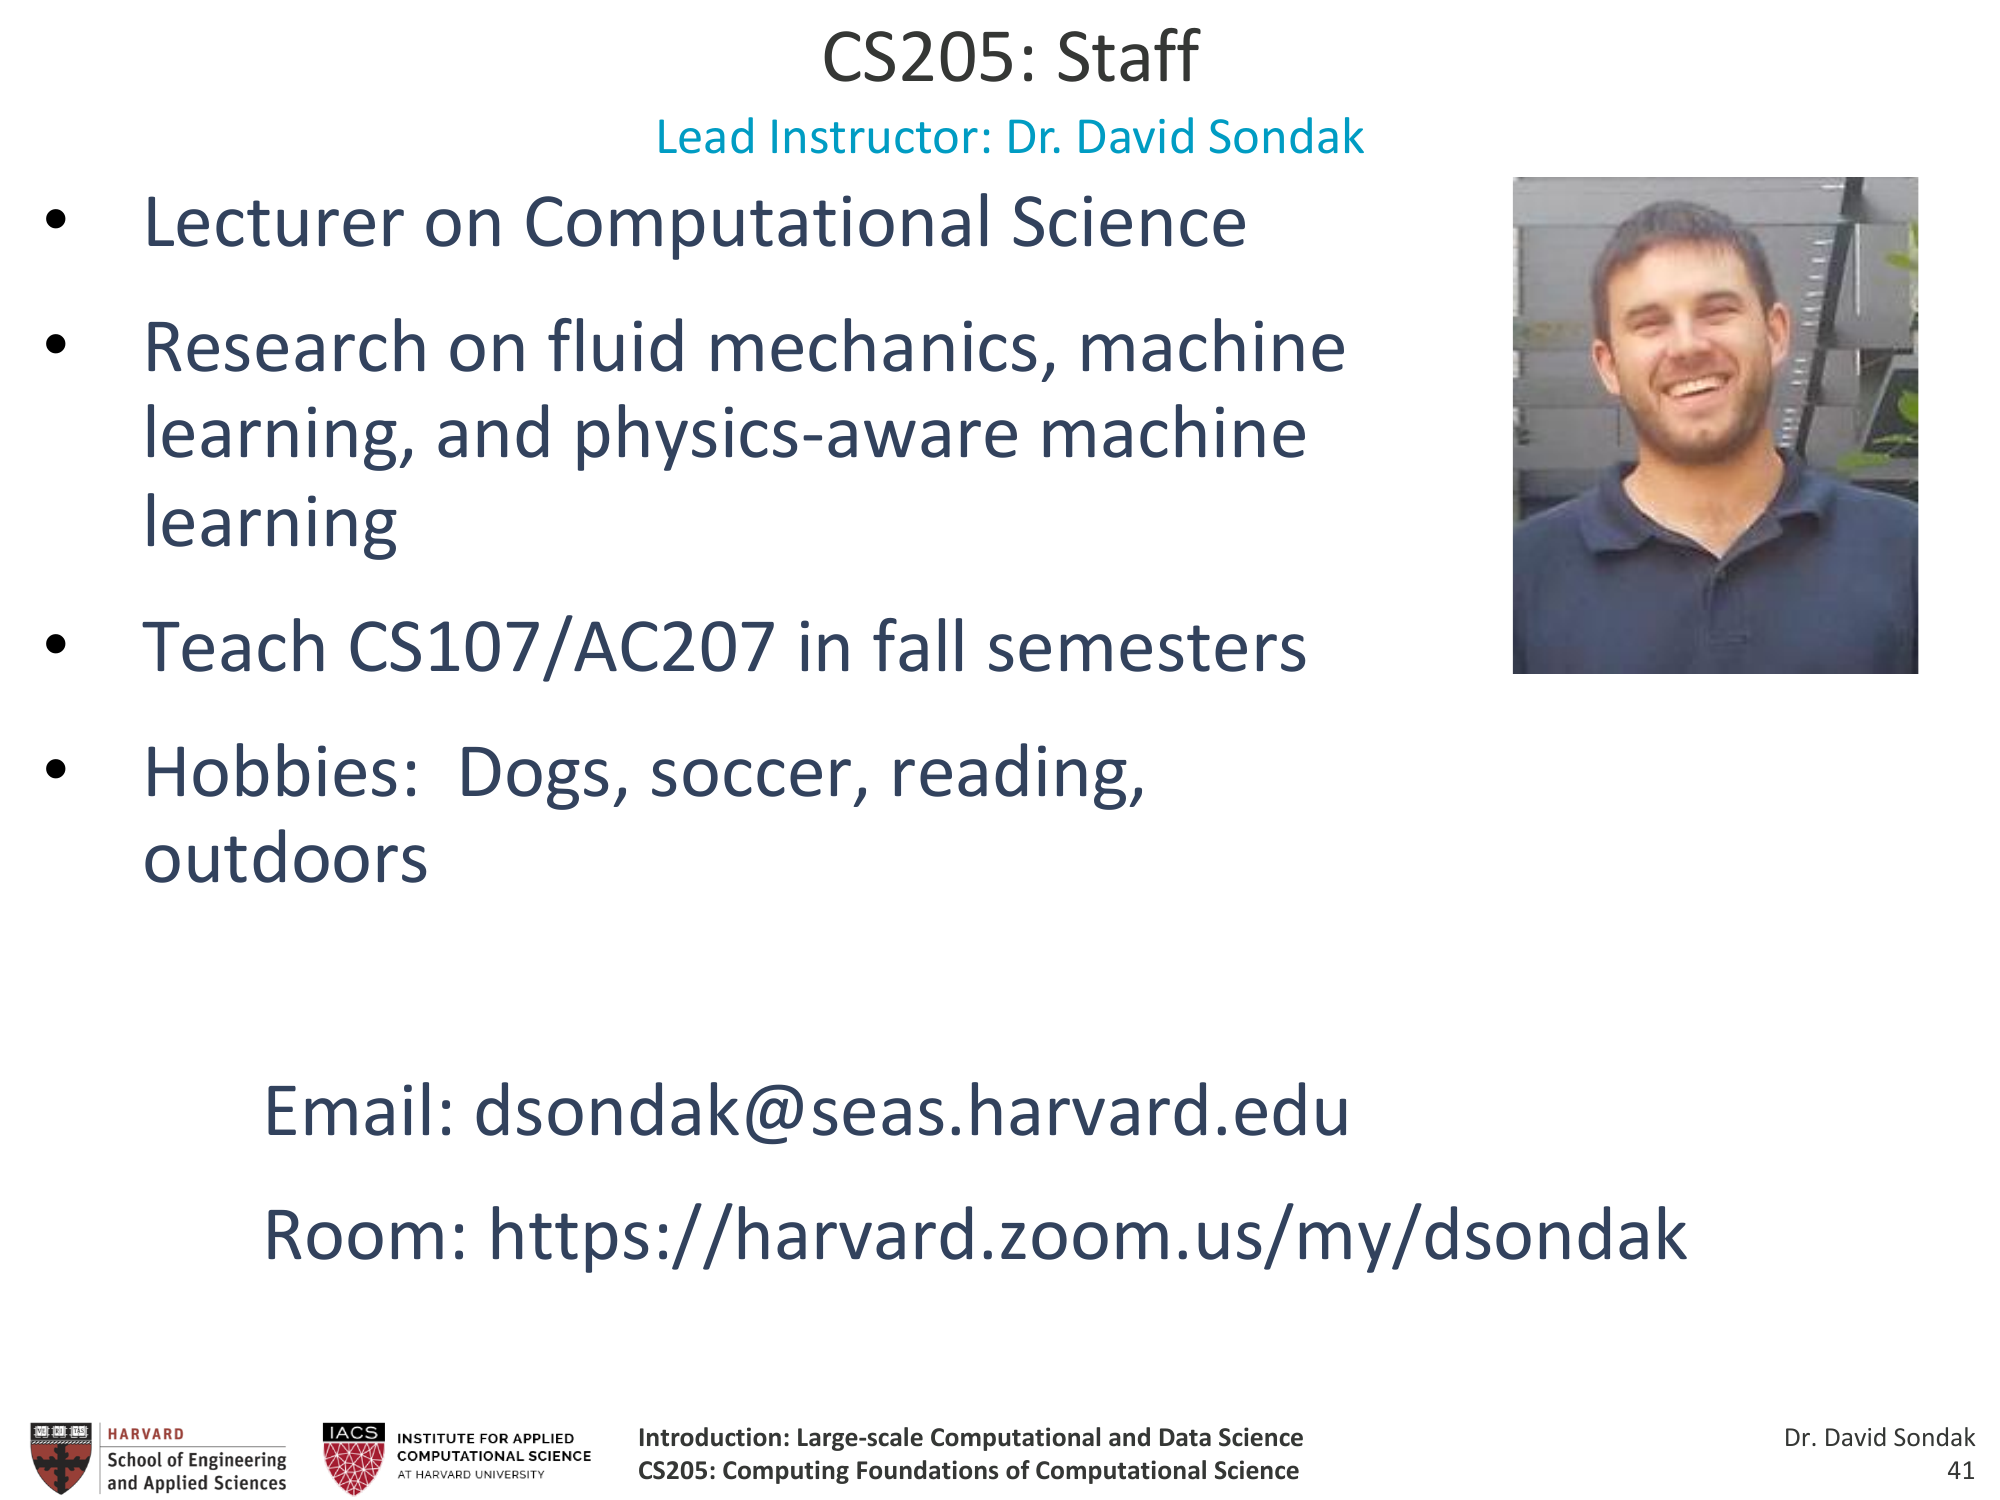 CS205: Staff
Lead Instructor: Dr. David Sondak
• Lecturer on Computational Science
• Research on fluid mechanics, machine
learning, and physics-aware machine
learning
• Teach CS107/AC207 in fall semesters
• Hobbies:  Dogs, soccer, reading,
outdoors
Email: dsondak@seas.harvard.edu
Room: https://harvard.zoom.us/my/dsondak
HARVARD
School of Engineering
and Applied Sciences
IACS
INSTITUTE FOR APPLIED
COMPUTATIONAL SCIENCE
AT HARVARD UNIVERSITY
Introduction: Large-scale Computational and Data Science
CS205: Computing Foundations of Computational Science
Dr. David Sondak
41